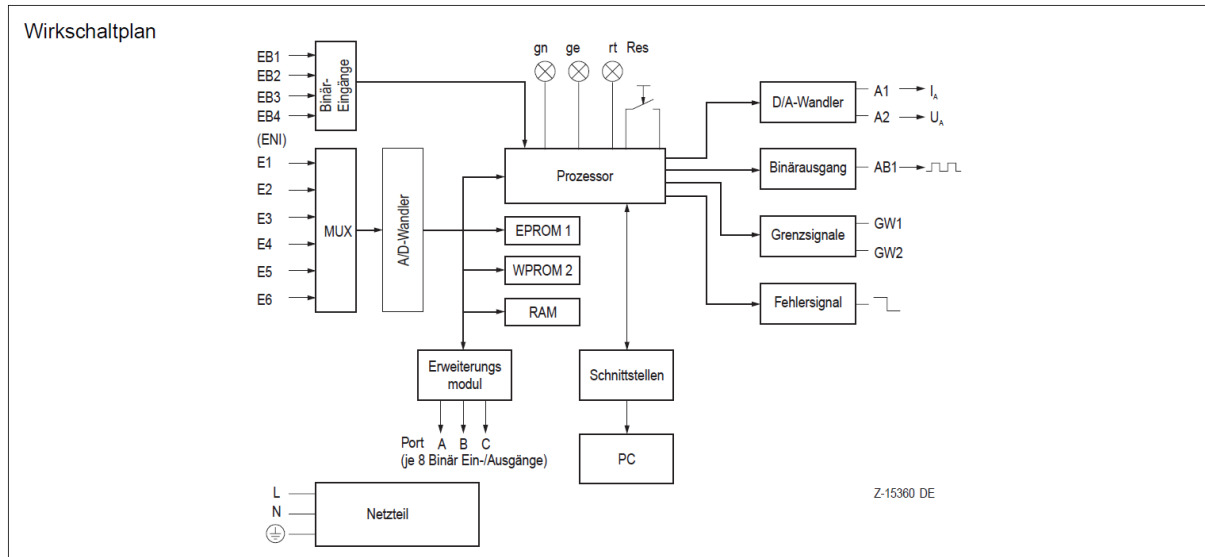 Wirkschaltplan
gn ge rt Res
EB1
EB2
EB3
EB4
(ENI)
Binär-
Eingänge
E1
E2
E3
E4
E5
E6
MUX
A/D-Wandler
Prozessor
EPROM 1
WPROM 2
RAM
D/A-Wandler
A1
I_A
A2
U_A
Binärausgang
AB1
Grenzsignale
GW1
GW2
Fehlersignal
Erweiterungs
modul
Schnittstellen
Port A B C
(je 8 Binär Ein-/Ausgänge)
PC
L
N
Netzteil
Z-15360 DE